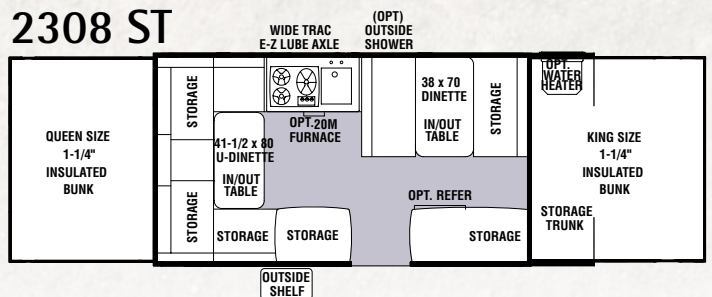 2308 ST
WIDE TRAC
E-Z LUBE AXLE
(OPT)
OUTSIDE
SHOWER
QUEEN SIZE
1-1/4"
INSULATED
BUNK
STORAGE
STORAGE
41-1/2 x 80
U-DINETTE
IN/OUT
TABLE
OPT.20M
FURNACE
STORAGE
STORAGE
38 x 70
DINETTE
IN/OUT
TABLE
STORAGE
OPT. REFER
STORAGE
OPT.
WATER
HEATER
KING SIZE
1-1/4"
INSULATED
BUNK
STORAGE
TRUNK
OUTSIDE
SHELF